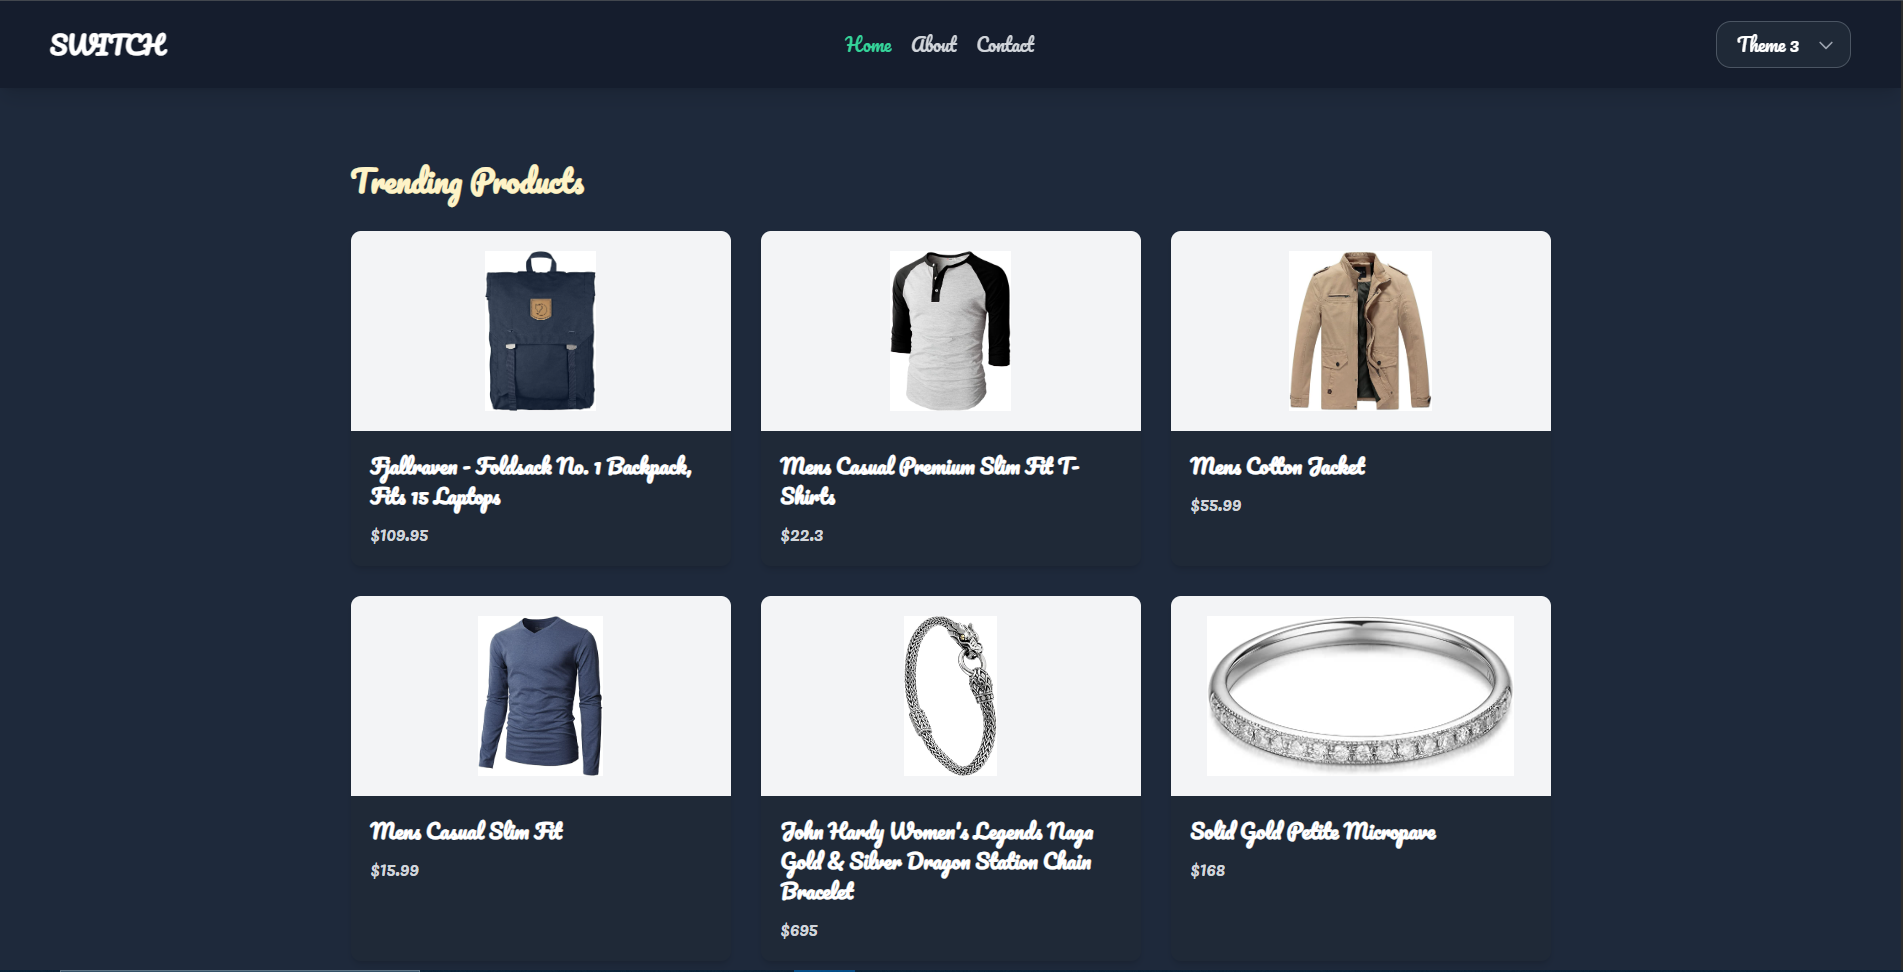 SWITCH
Home About Contact
Theme 3
Trending Products
Fjallraven - Foldsack No. 1 Backpack,
Fits 15 Laptops
$109.95
Mens Casual Premium Slim Fit T-
Shirts
$22.3
Mens Cotton Jacket
$55.99
Mens Casual Slim Fit
$15.99
John Hardy Women's Legends Naga
Gold & Silver Dragon Station Chain
Bracelet
$695
Solid Gold Petite Micropave
$168